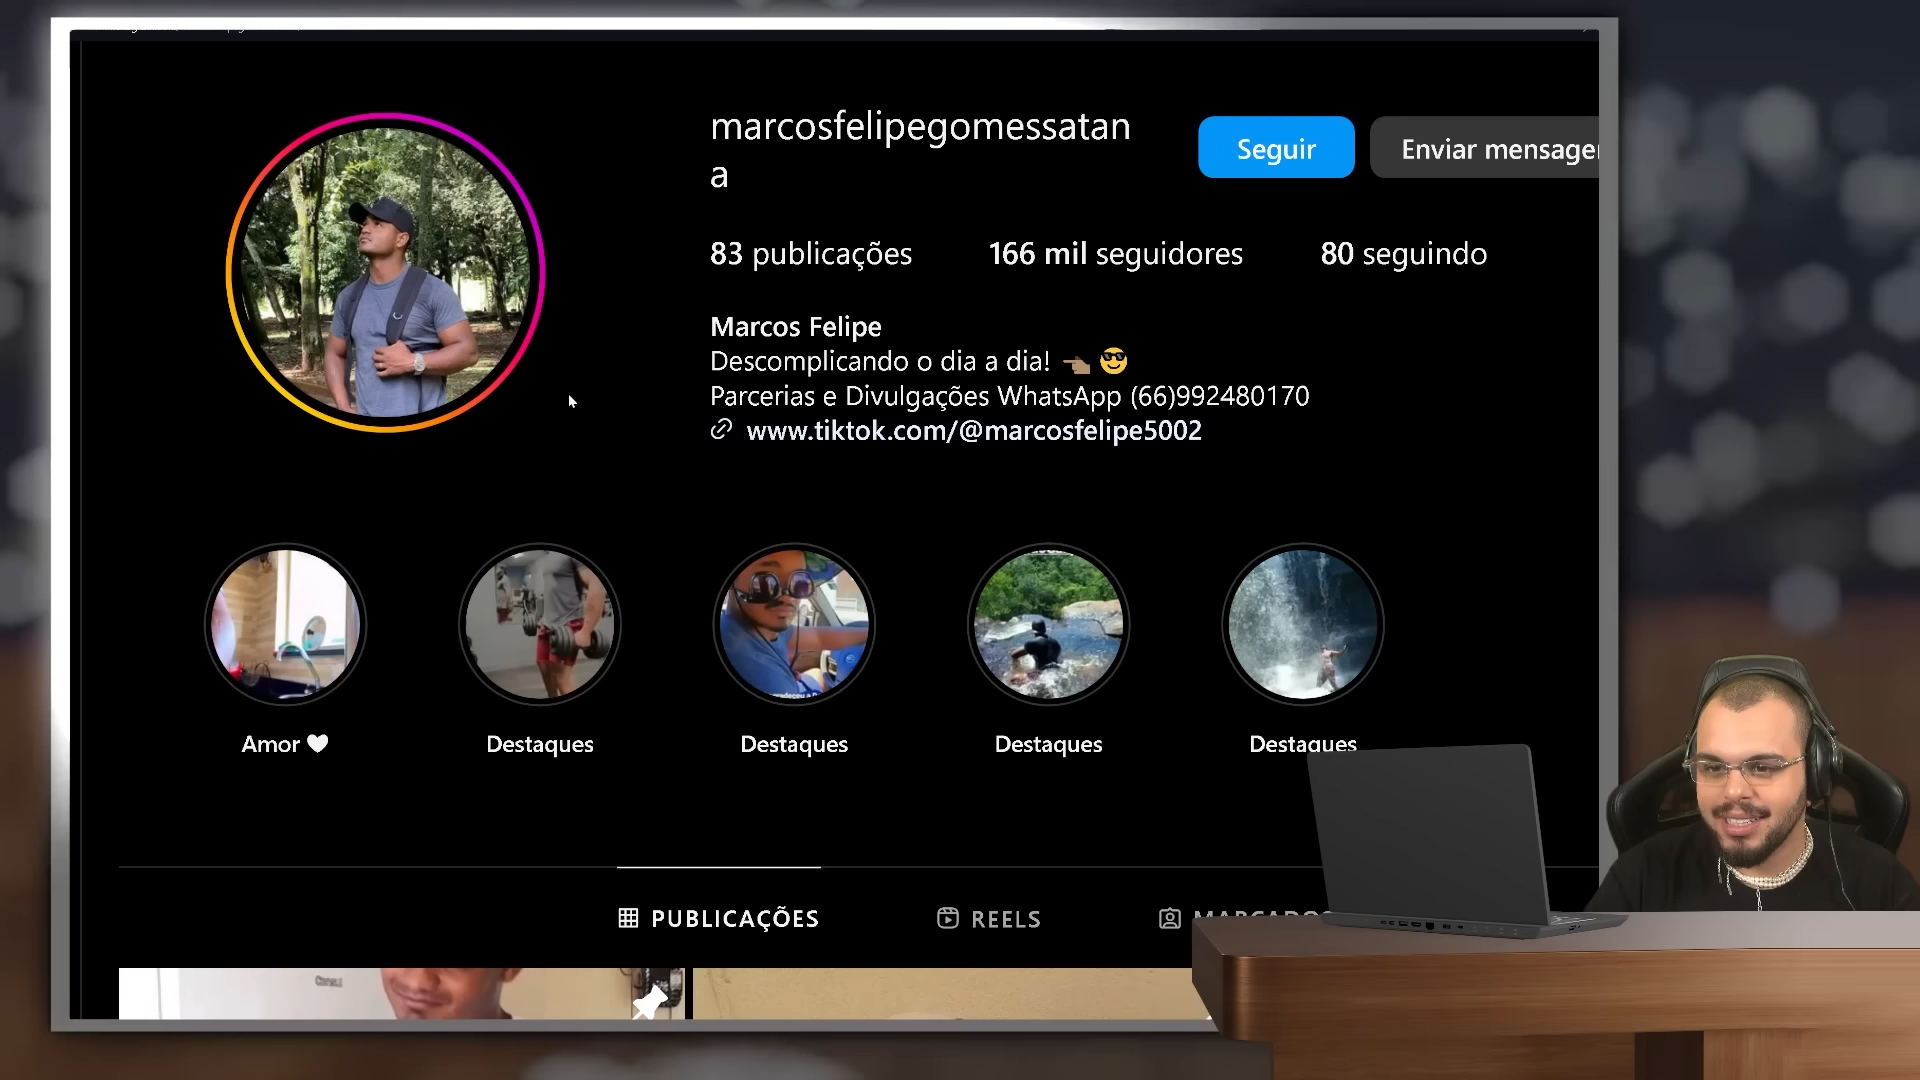 marcosfelipegomessatan
a
Seguir
Enviar mensage
83 publicações
166 mil seguidores
80 seguindo
Marcos Felipe
Descomplicando o dia a dia! 👈🏽 😎
Parcerias e Divulgações WhatsApp (66)992480170
www.tiktok.com/@marcosfelipe5002
Amor 🤍
Destaques
Destaques
Destaques
Destaques
PUBLICAÇÕES
REELS
MARCADOS